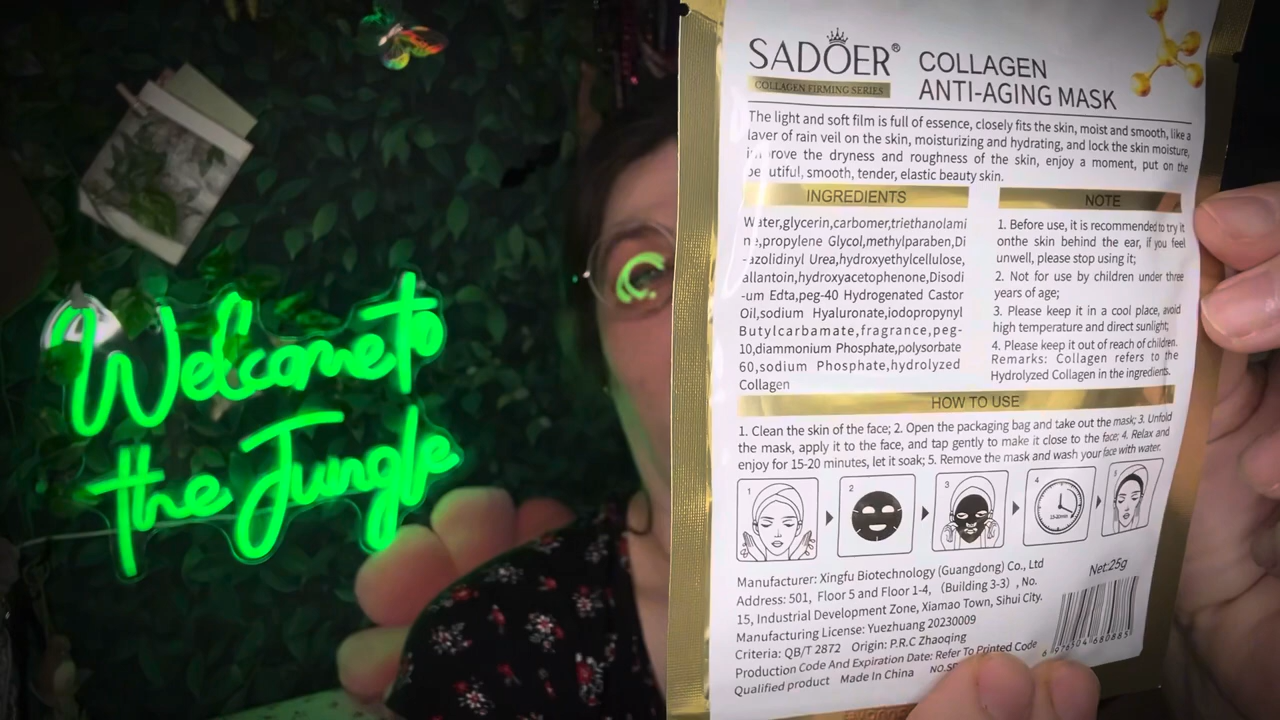 Welcome to
the Jungle
SADOER®
COLLAGEN FIRMING SERIES
COLLAGEN
ANTI-AGING MASK
The light and soft film is full of essence, closely fits the skin, moist and smooth, like a
laver of rain veil on the skin, moisturizing and hydrating, and lock the skin moisture,
improve the dryness and roughness of the skin, enjoy a moment, put on the
beautiful, smooth, tender, elastic beauty skin.
INGREDIENTS
Water,glycerin,carbomer,triethanolami
ne,propylene Glycol,methylparaben,Di
-azolidinyl Urea,hydroxyethylcellulose,
allantoin,hydroxyacetophenone,Disodi
-um Edta,peg-40 Hydrogenated Castor
Oil,sodium Hyaluronate,iodopropynyl
Butylcarbamate,fragrance,peg-
10,diammonium Phosphate,polysorbate
60,sodium Phosphate,hydrolyzed
Collagen
NOTE
1. Before use, it is recommended to try it
onthe skin behind the ear, if you feel
unwell, please stop using it;
2. Not for use by children under three
years of age;
3. Please keep it in a cool place, avoid
high temperature and direct sunlight;
4. Please keep it out of reach of children.
Remarks: Collagen refers to the
Hydrolyzed Collagen in the ingredients.
HOW TO USE
1. Clean the skin of the face; 2. Open the packaging bag and take out the mask; 3. Unfold
the mask, apply it to the face, and tap gently to make it close to the face; 4. Relax and
enjoy for 15-20 minutes, let it soak; 5. Remove the mask and wash your face with water.
1
2
3
4
15-20min
5
Manufacturer: Xingfu Biotechnology (Guangdong) Co., Ltd
Address: 501, Floor 5 and Floor 1-4, (Building 3-3) , No.
15, Industrial Development Zone, Xiamao Town, Sihui City.
Manufacturing License: Yuezhuang 20230009
Criteria: QB/T 2872 Origin: P.R.C Zhaoqing
Production Code And Expiration Date: Refer To Printed Code
Qualified product Made In China
Net:25g